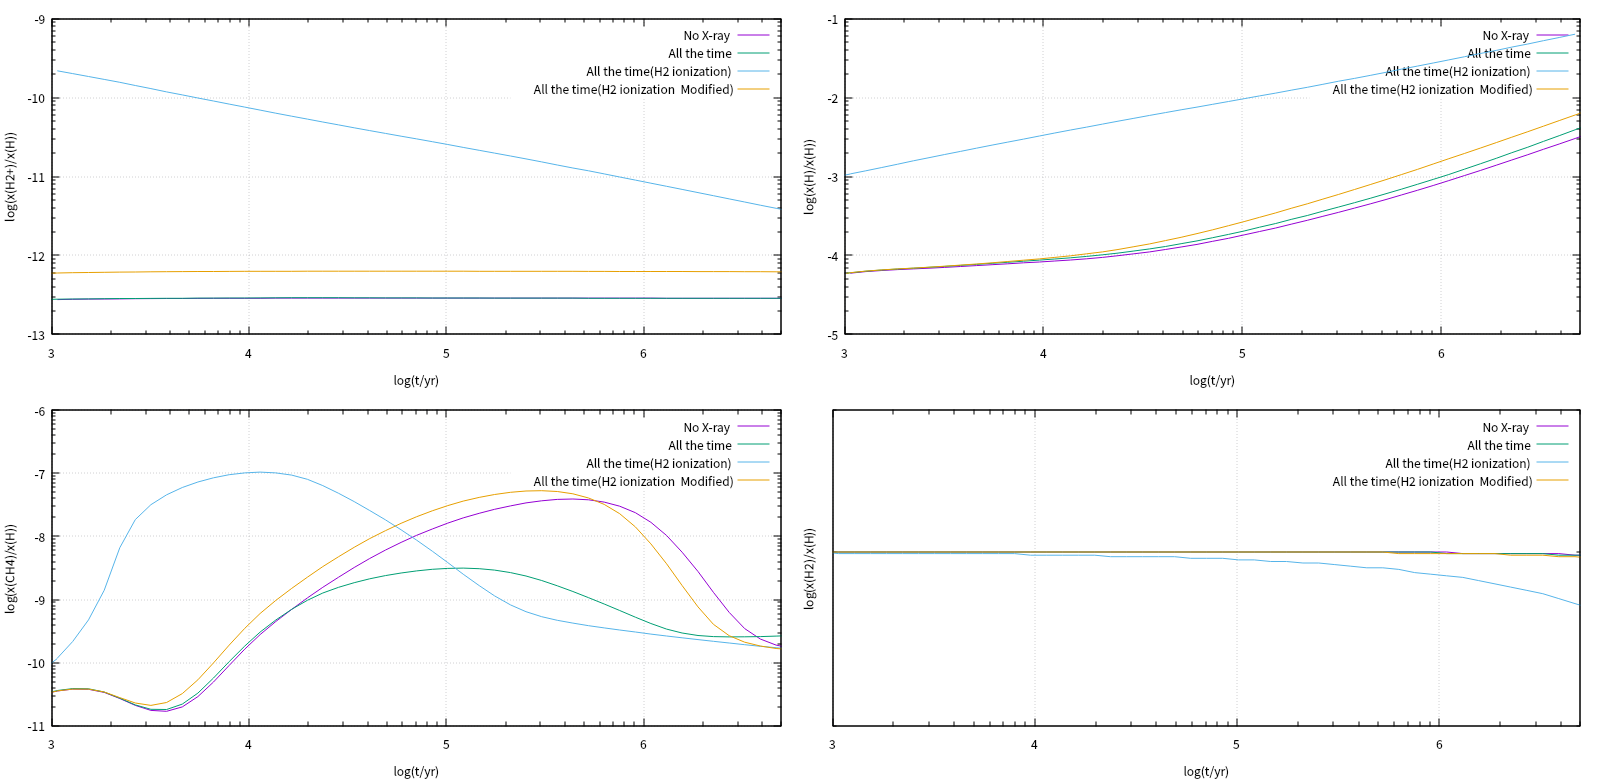 -9
-10
-11
-12
-13
3
4
5
6
log(t/yr)
log(x(H2+)/x(H))
No X-ray
All the time
All the time(H2 ionization)
All the time(H2 ionization  Modified)
-1
-2
-3
-4
-5
3
4
5
6
log(t/yr)
log(x(H)/x(H))
No X-ray
All the time
All the time(H2 ionization)
All the time(H2 ionization  Modified)
-6
-7
-8
-9
-10
-11
3
4
5
6
log(t/yr)
log(x(CH4)/x(H))
No X-ray
All the time
All the time(H2 ionization)
All the time(H2 ionization  Modified)
3
4
5
6
log(t/yr)
log(x(H2)/x(H))
No X-ray
All the time
All the time(H2 ionization)
All the time(H2 ionization  Modified)